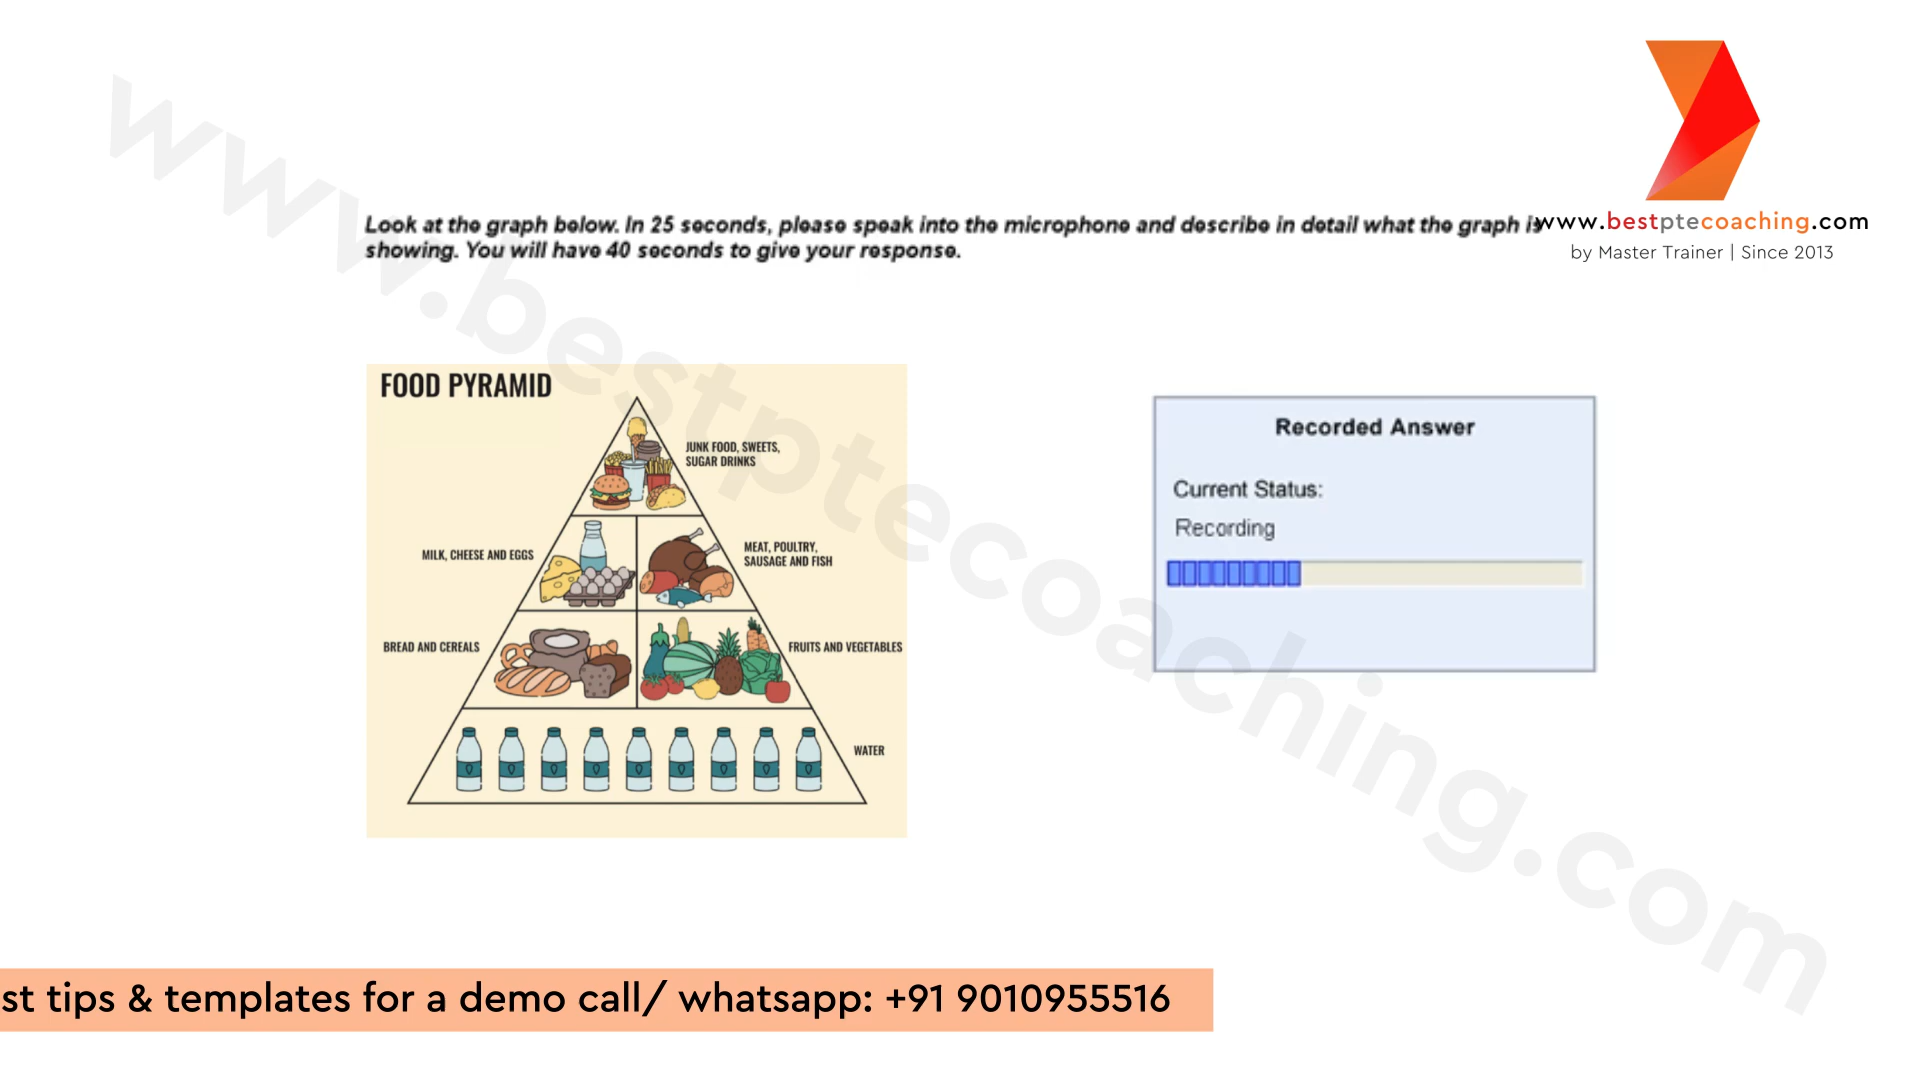 www.bestptecoaching.com
Look at the graph below. In 25 seconds, please speak into the microphone and describe in detail what the graph is
showing. You will have 40 seconds to give your response.
www.bestptecoaching.com
by Master Trainer | Since 2013
FOOD PYRAMID
JUNK FOOD, SWEETS,
SUGAR DRINKS
MILK, CHEESE AND EGGS
MEAT, POULTRY,
SAUSAGE AND FISH
BREAD AND CEREALS
FRUITS AND VEGETABLES
WATER
Recorded Answer
Current Status:
Recording
st tips & templates for a demo call/ whatsapp: +91 9010955516